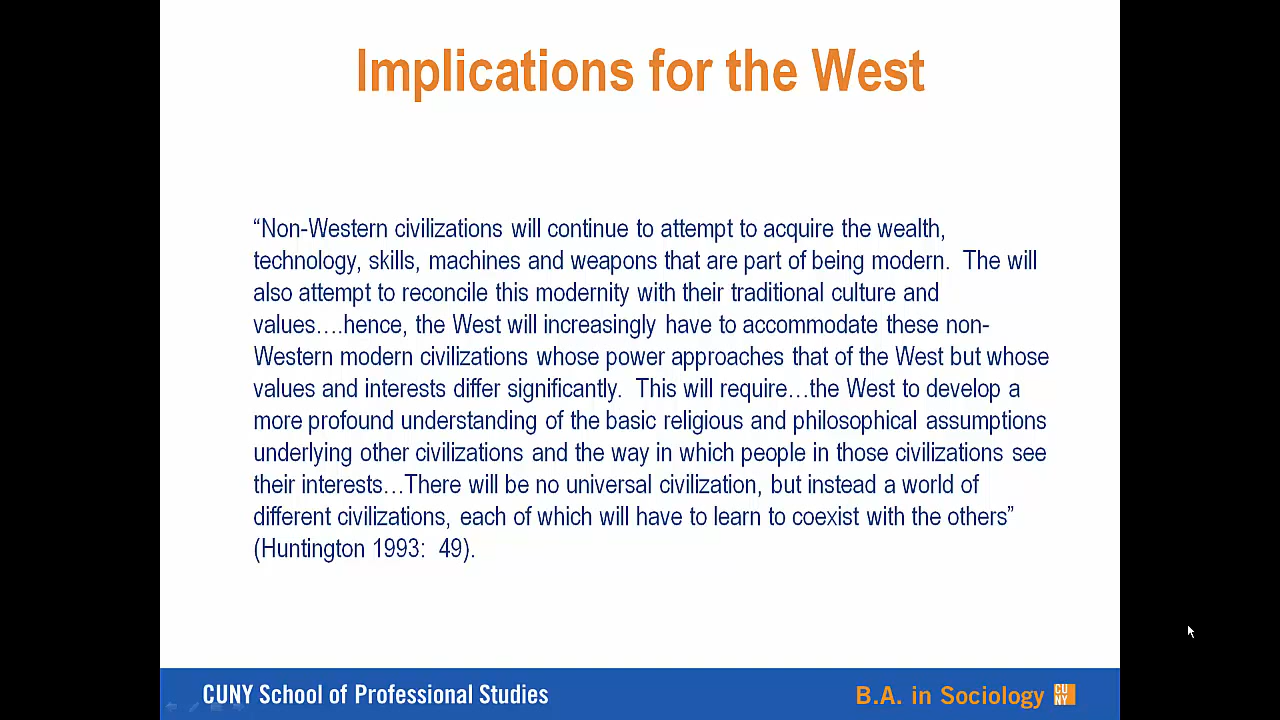 Implications for the West
“Non-Western civilizations will continue to attempt to acquire the wealth,
technology, skills, machines and weapons that are part of being modern.  The will
also attempt to reconcile this modernity with their traditional culture and
values….hence, the West will increasingly have to accommodate these non-
Western modern civilizations whose power approaches that of the West but whose
values and interests differ significantly.  This will require…the West to develop a
more profound understanding of the basic religious and philosophical assumptions
underlying other civilizations and the way in which people in those civilizations see
their interests…There will be no universal civilization, but instead a world of
different civilizations, each of which will have to learn to coexist with the others”
(Huntington 1993:  49).
CUNY School of Professional Studies
B.A. in Sociology
CU
NY